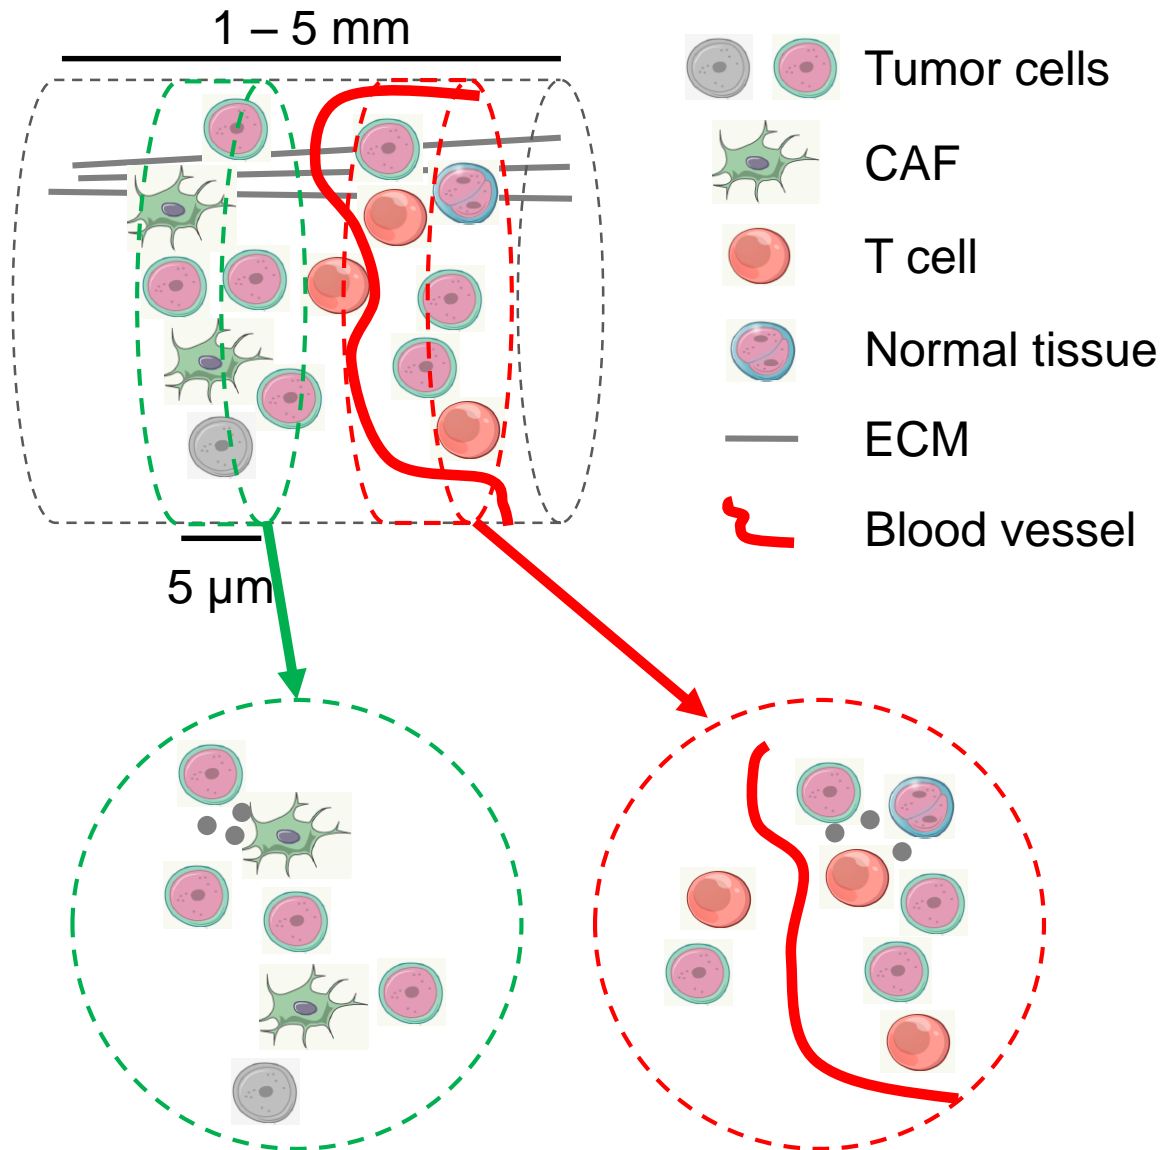 1 – 5 mm
Tumor cells
CAF
T cell
Normal tissue
ECM
Blood vessel
5 µm